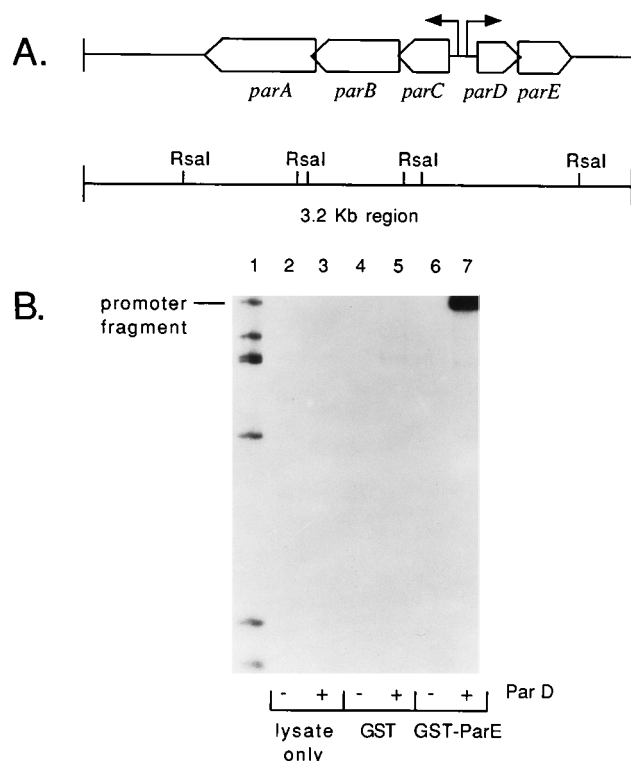 A.
parA parB parC parD parE
RsaI RsaI RsaI RsaI
3.2 Kb region
1 2 3 4 5 6 7
B.
promoter
fragment
- + - + - + Par D
lysate only GST GST-ParE